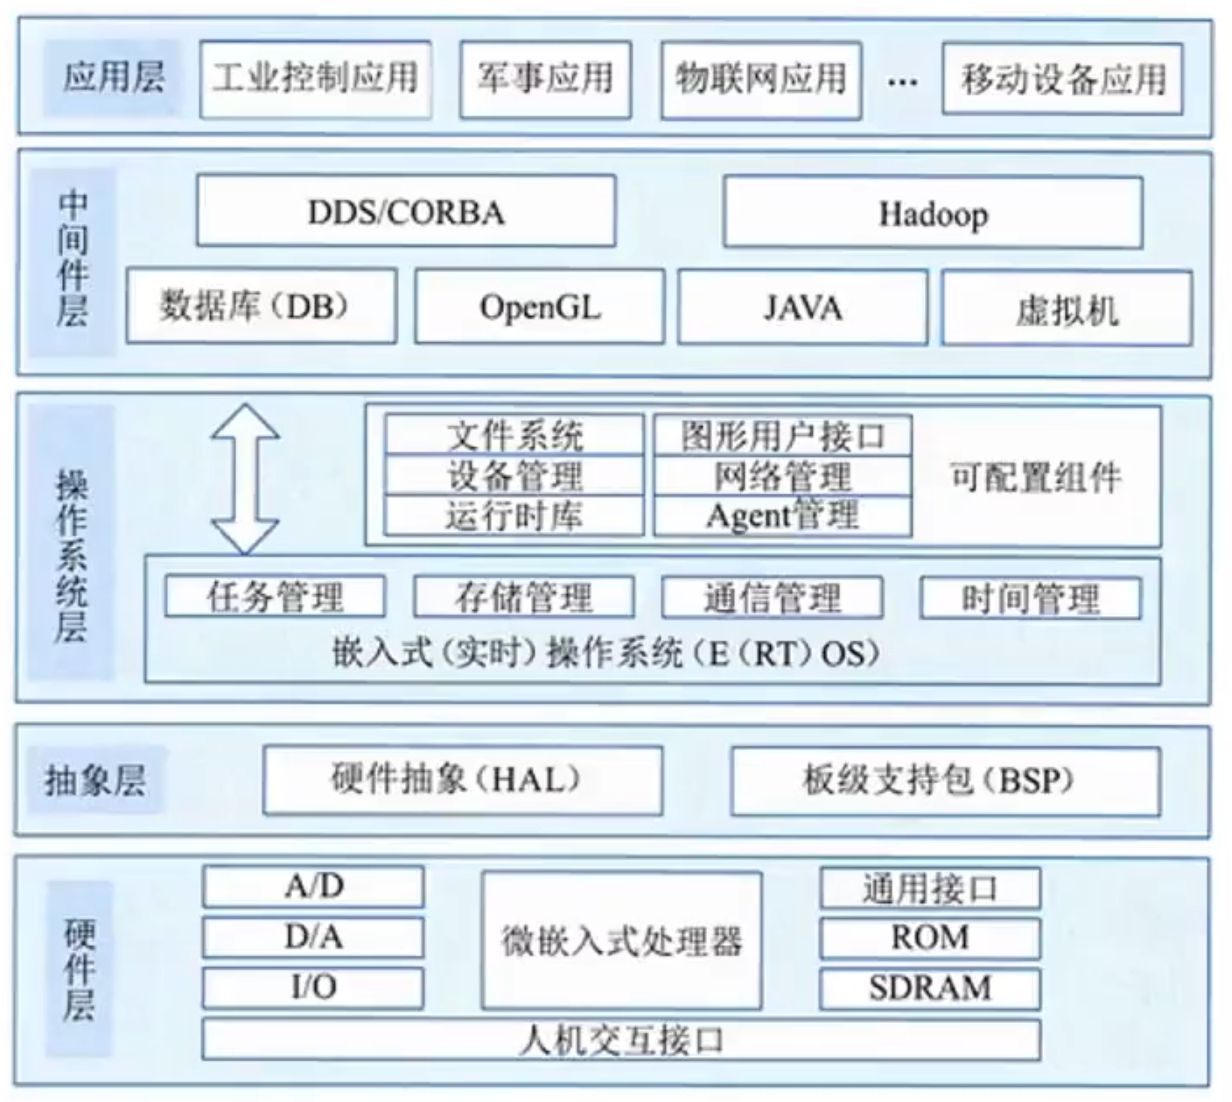 应用层 工业控制应用 军事应用 物联网应用 … 移动设备应用
中间件层
DDS/CORBA Hadoop
数据库(DB) OpenGL JAVA 虚拟机
操作系统层
文件系统 图形用户接口
设备管理 网络管理 可配置组件
运行时库 Agent管理
任务管理 存储管理 通信管理 时间管理
嵌入式(实时)操作系统(E(RT)OS)
抽象层 硬件抽象(HAL) 板级支持包(BSP)
硬件层
A/D 通用接口
D/A 微嵌入式处理器 ROM
I/O SDRAM
人机交互接口